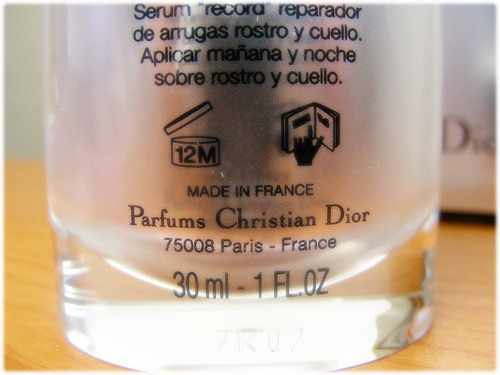 Serum "record" reparador
de arrugas rostro y cuello.
Aplicar mañana y noche
sobre rostro y cuello.
12M
MADE IN FRANCE
Parfums Christian Dior
75008 Paris - France
30 ml - 1 FL.OZ
7R02